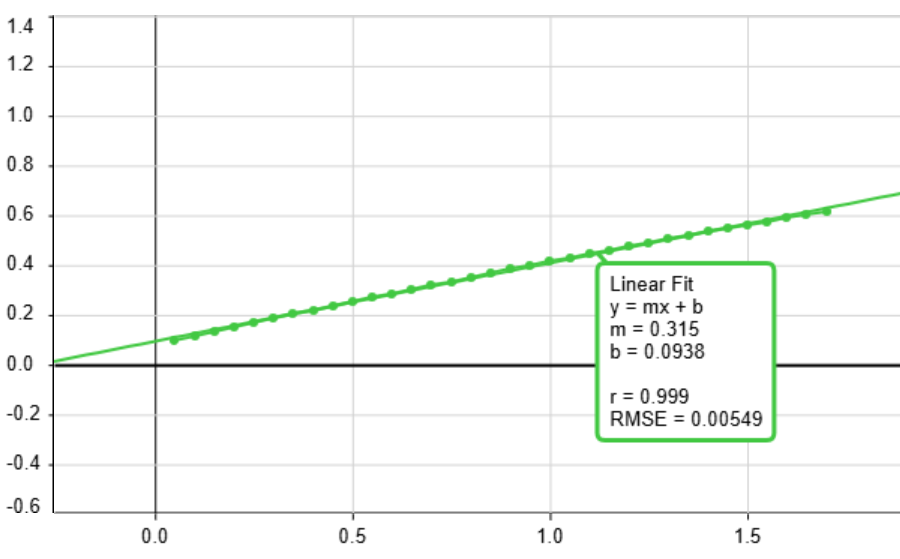 1.4
1.2
1.0
0.8
0.6
0.4
0.2
0.0
-0.2
-0.4
-0.6
Linear Fit
y = mx + b
m = 0.315
b = 0.0938
r = 0.999
RMSE = 0.00549
0.0 0.5 1.0 1.5